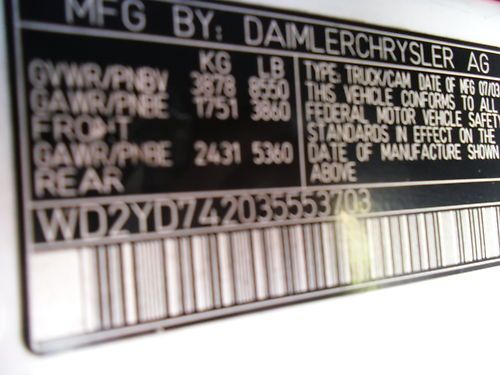 MFG BY: DAIMLERCHRYSLER AG
KG LB
GVWR/PNBV 3878 8550
GAWR/PNBE 1751 3860
FRONT
GAWR/PNBE 2431 5360
REAR
TYPE: TRUCK/CAM DATE OF MFG 07/03
THIS VEHICLE CONFORMS TO ALL
FEDERAL MOTOR VEHICLE SAFETY
STANDARDS IN EFFECT ON THE
DATE OF MANUFACTURE SHOWN
ABOVE
WD2YD742035553703